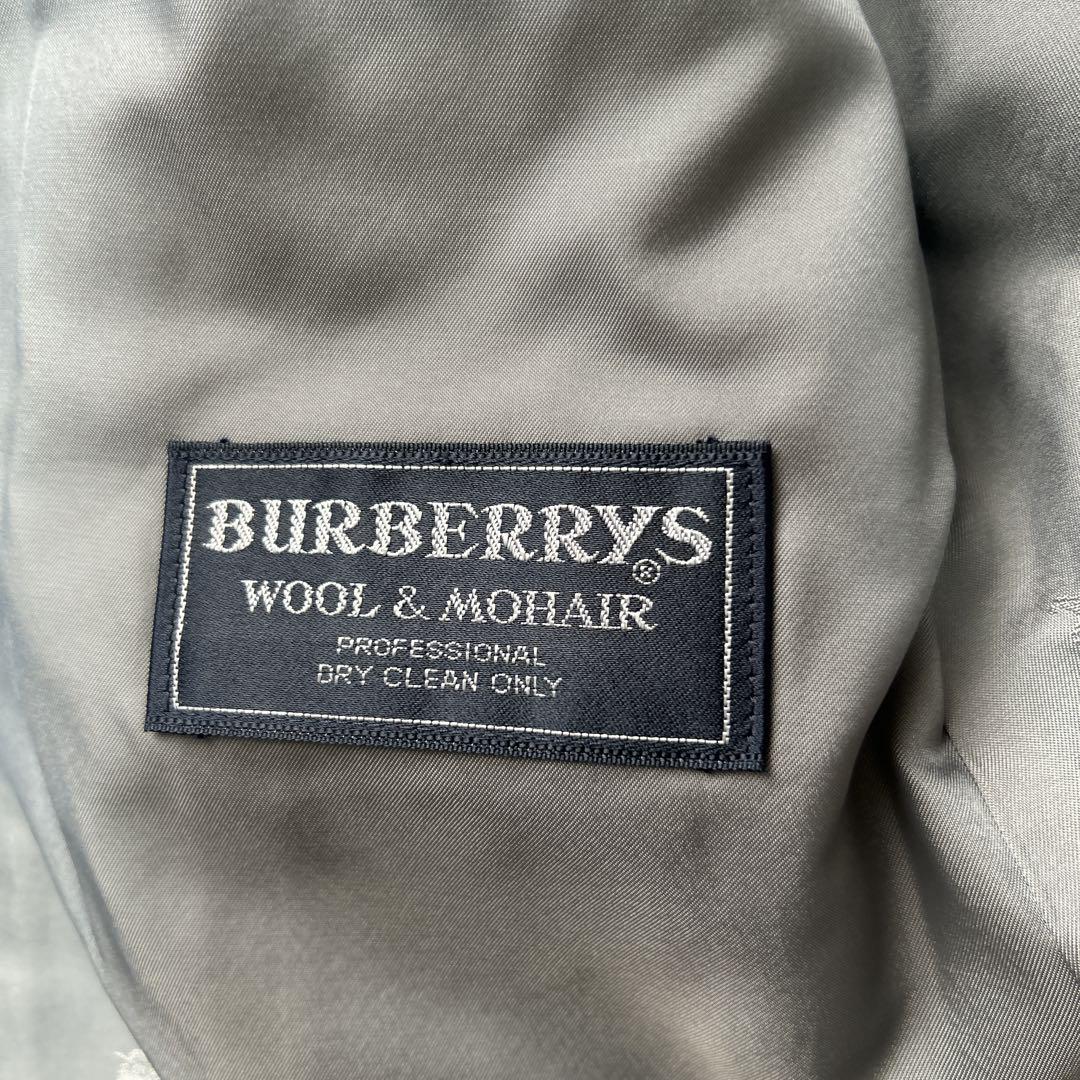 BURBERRYS®
WOOL & MOHAIR
PROFESSIONAL
DRY CLEAN ONLY